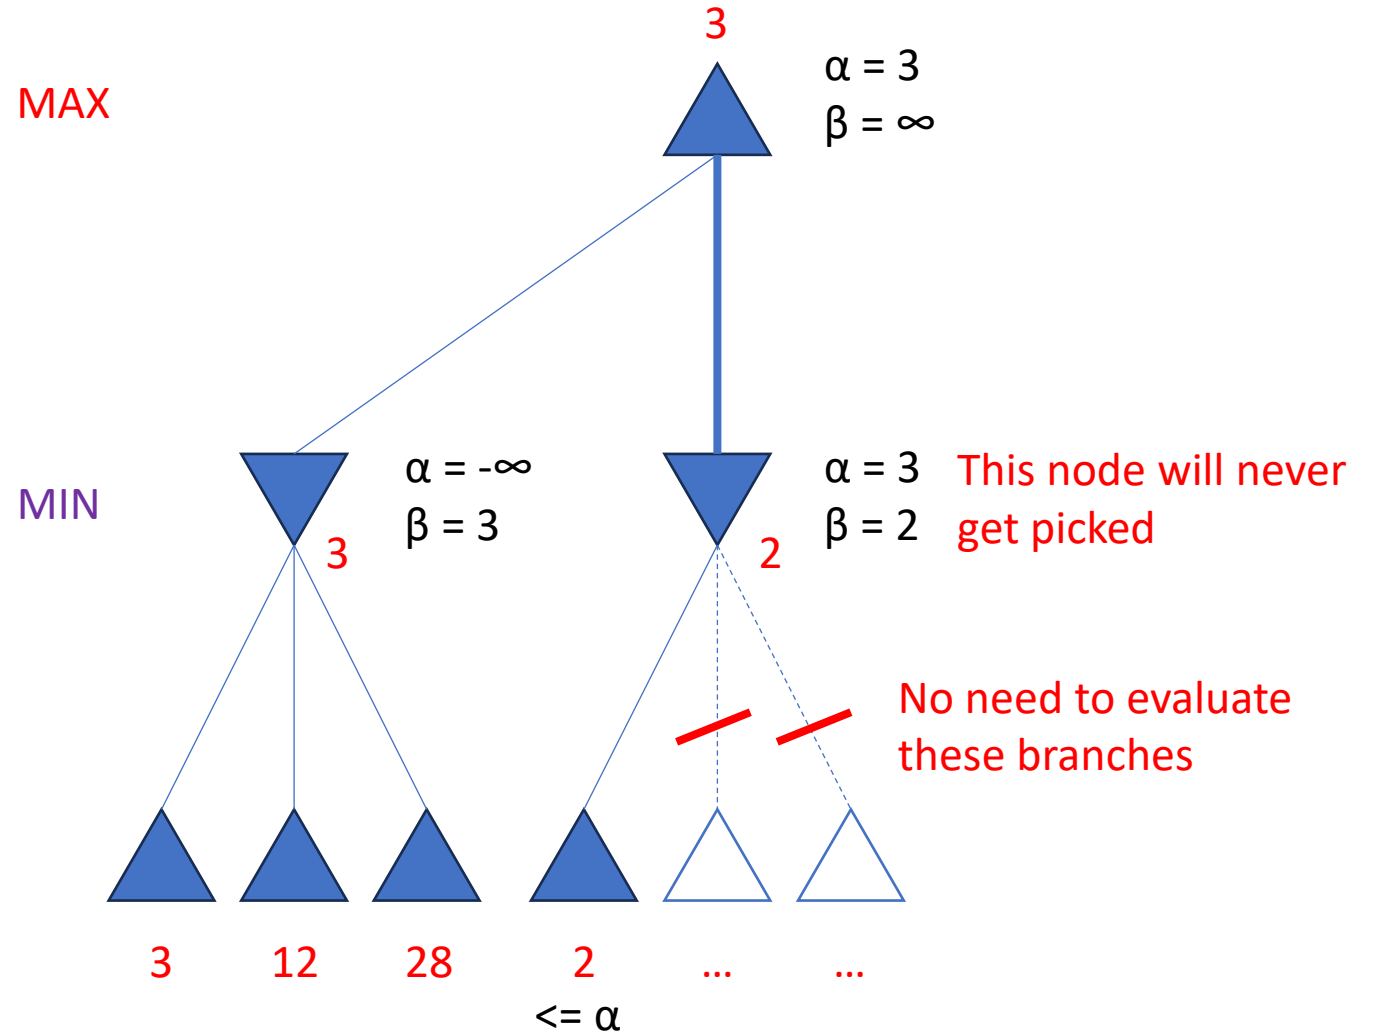 3
MAX
α = 3
β = ∞
MIN
α = -∞
β = 3
3
α = 3
β = 2
2
This node will never
get picked
No need to evaluate
these branches
3
12
28
2
...
...
<= α